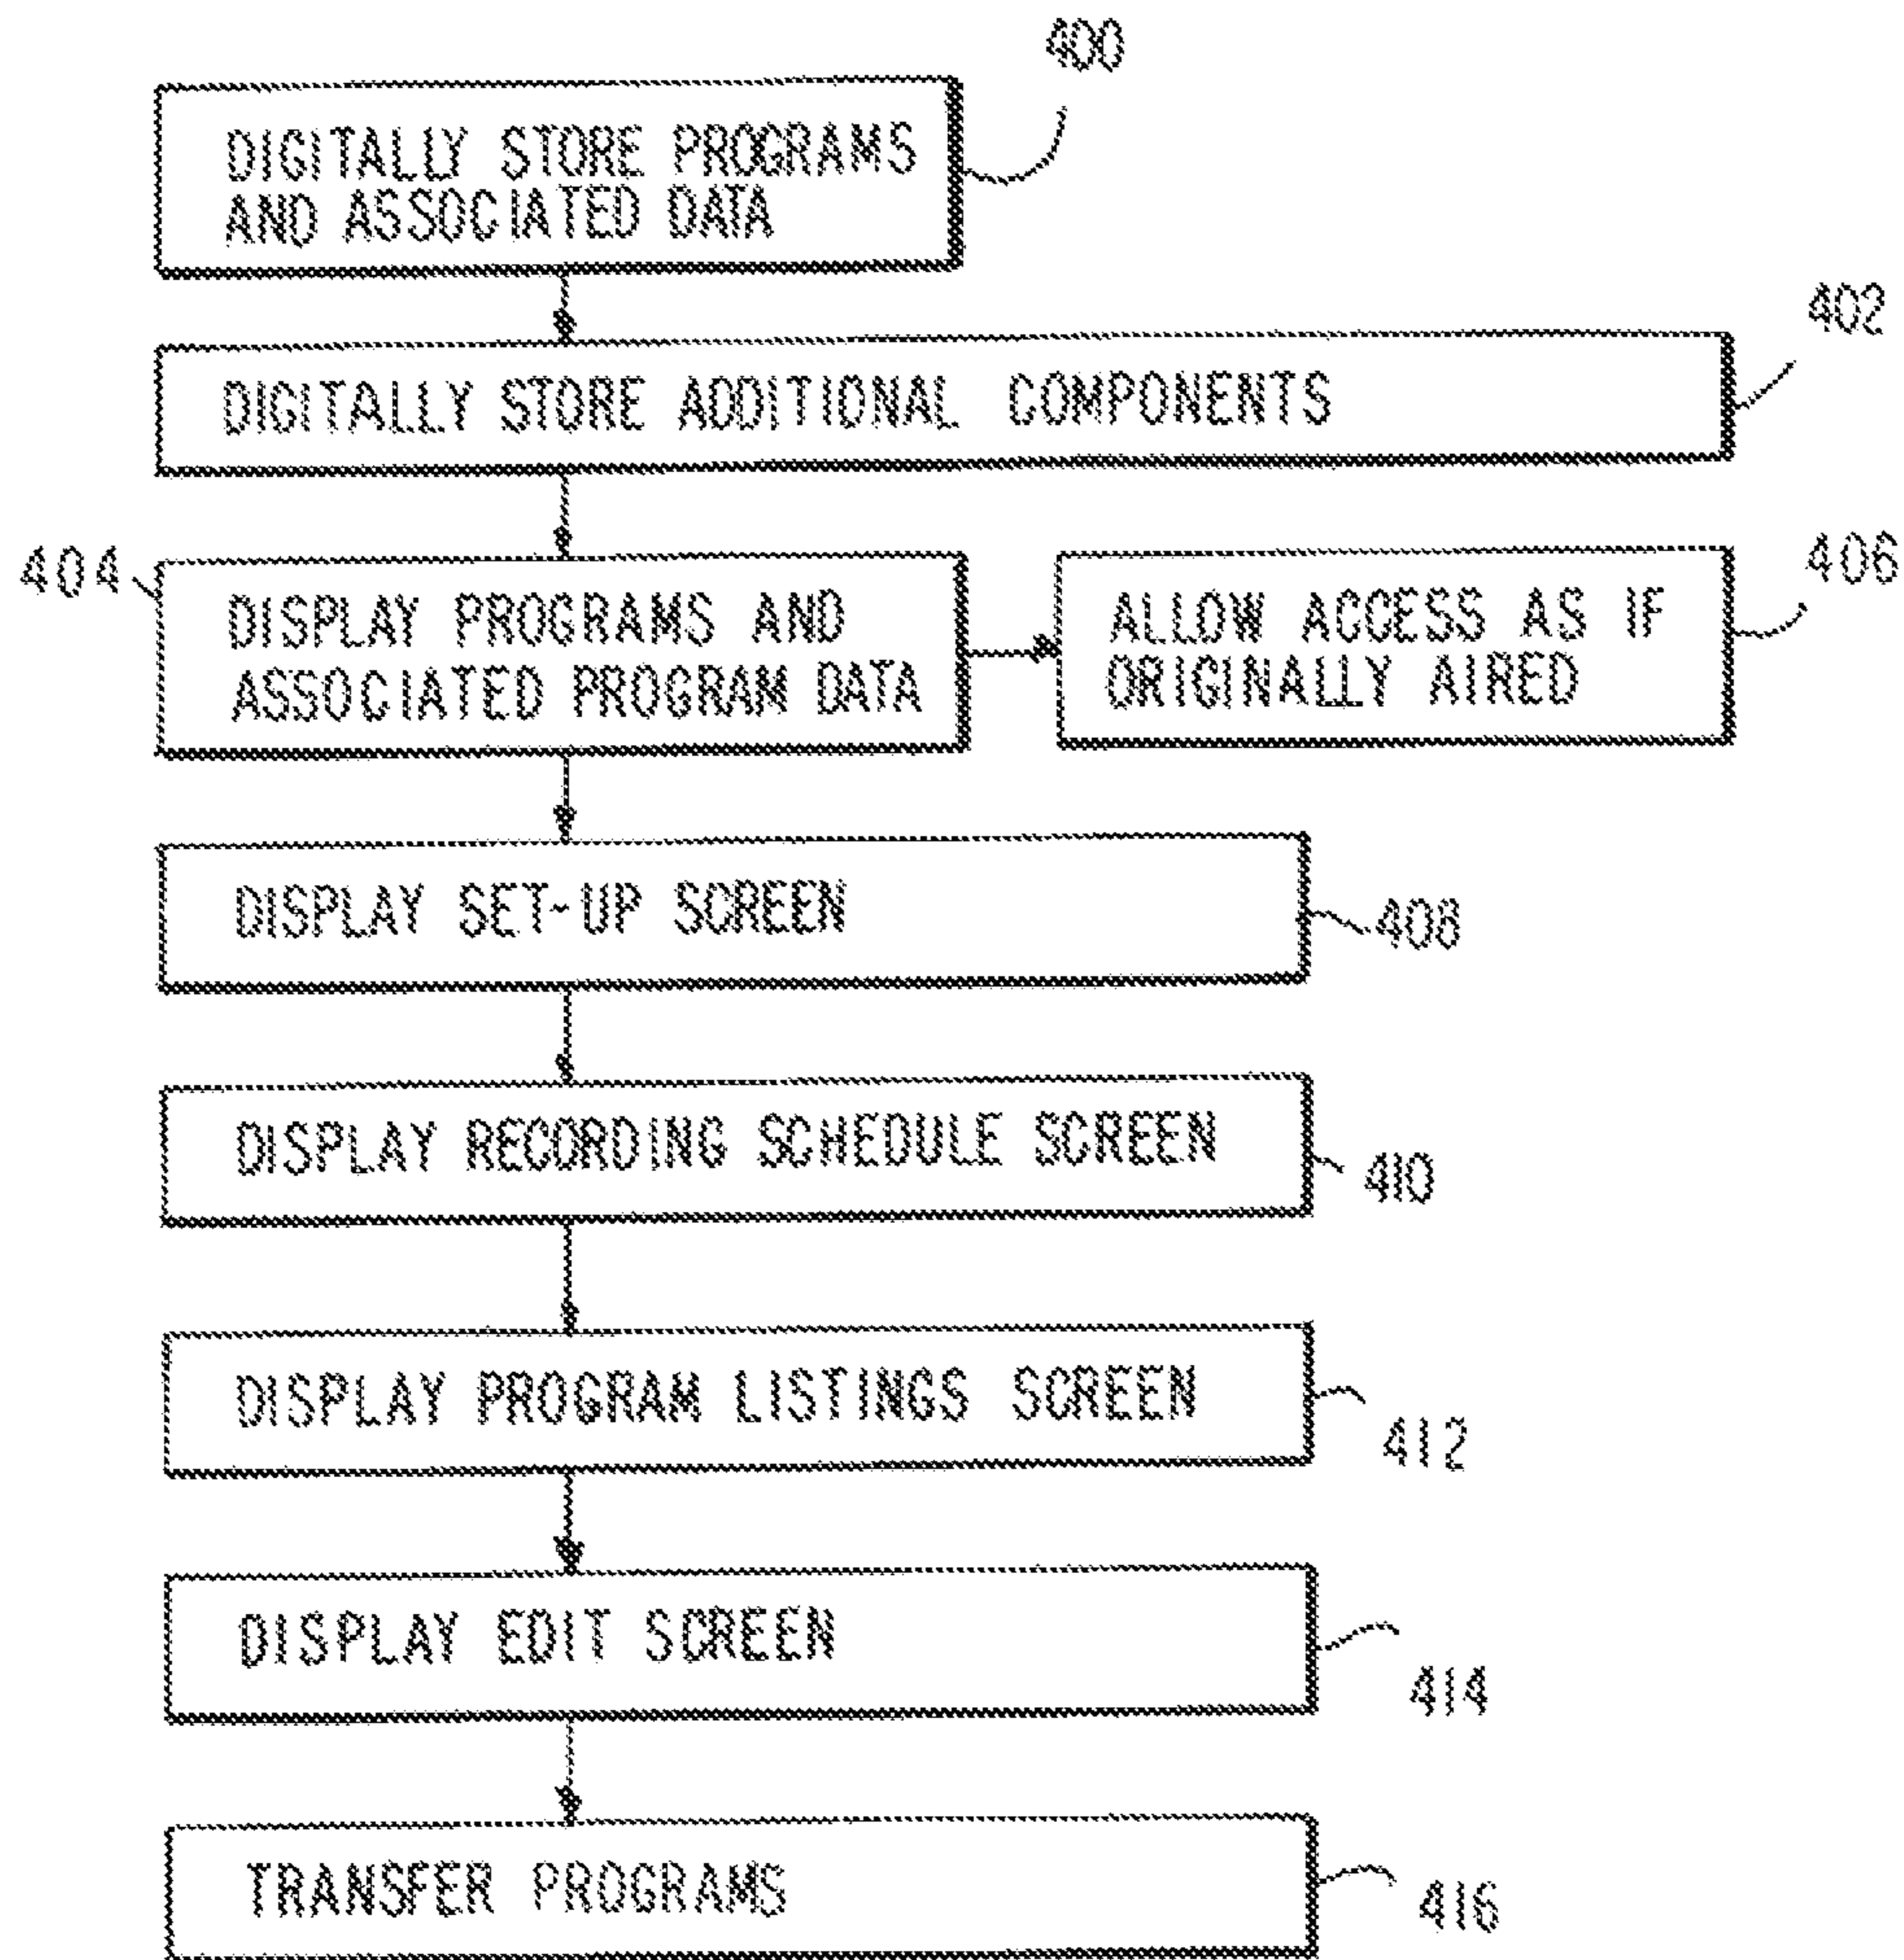 400
DIGITALLY STORE PROGRAMS
AND ASSOCIATED DATA
402
DIGITALLY STORE ADDITIONAL COMPONENTS
404
DISPLAY PROGRAMS AND
ASSOCIATED PROGRAM DATA
406
ALLOW ACCESS AS IF
ORIGINALLY AIRED
DISPLAY SET-UP SCREEN
408
DISPLAY RECORDING SCHEDULE SCREEN
410
DISPLAY PROGRAM LISTINGS SCREEN
412
DISPLAY EDIT SCREEN
414
TRANSFER PROGRAMS
416